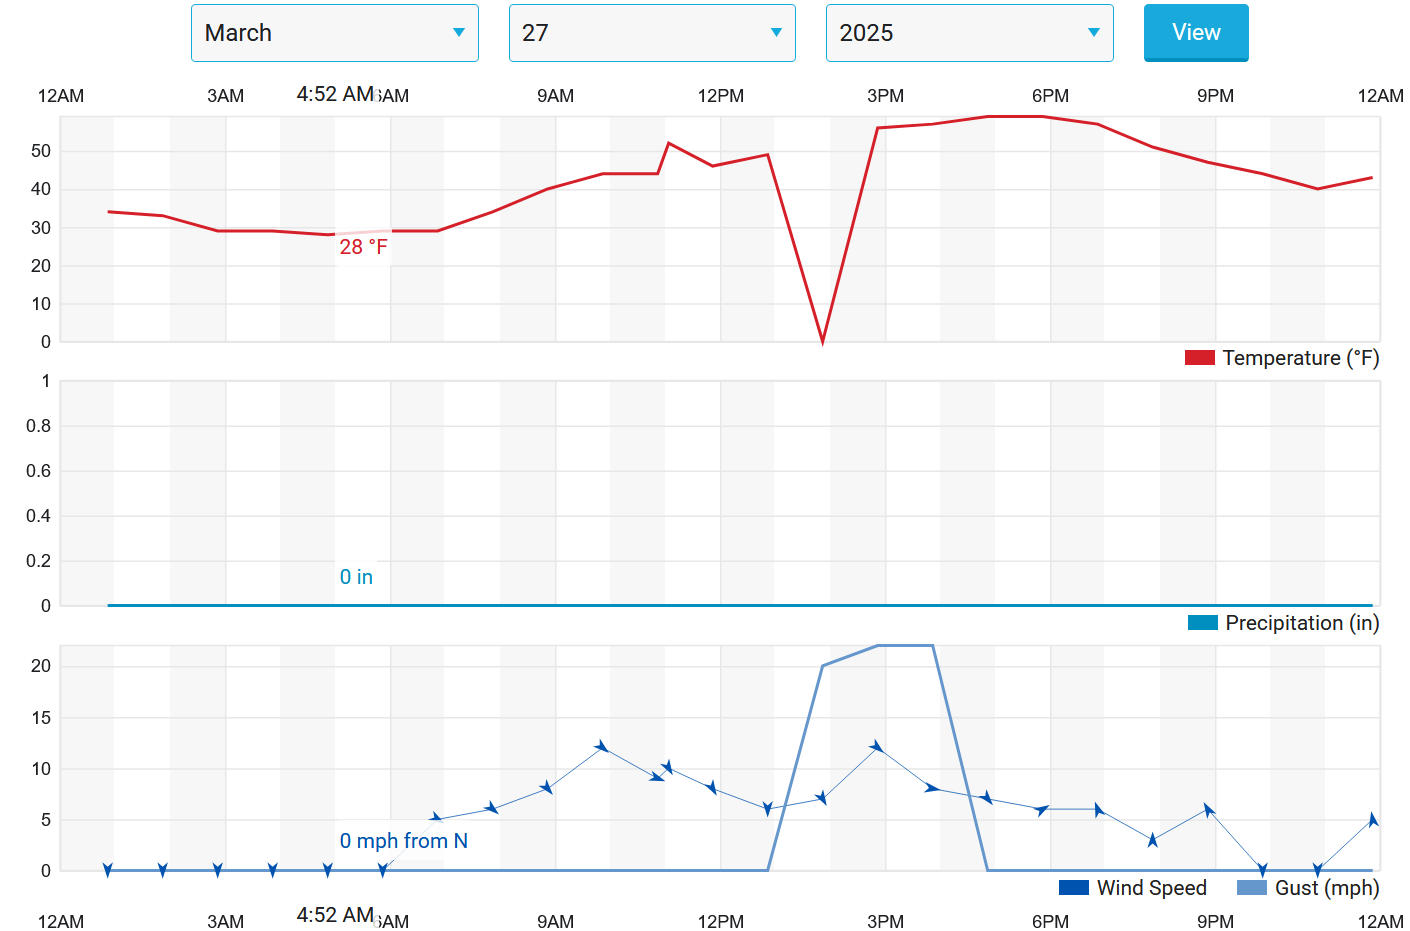 March 27 2025 View
12AM 3AM 4:52 AM 6AM 9AM 12PM 3PM 6PM 9PM 12AM
50
40
30
28 °F
20
10
0
Temperature (°F)
1
0.8
0.6
0.4
0.2
0 in
0
Precipitation (in)
20
15
10
5
0 mph from N
0
Wind Speed Gust (mph)
12AM 3AM 4:52 AM 6AM 9AM 12PM 3PM 6PM 9PM 12AM